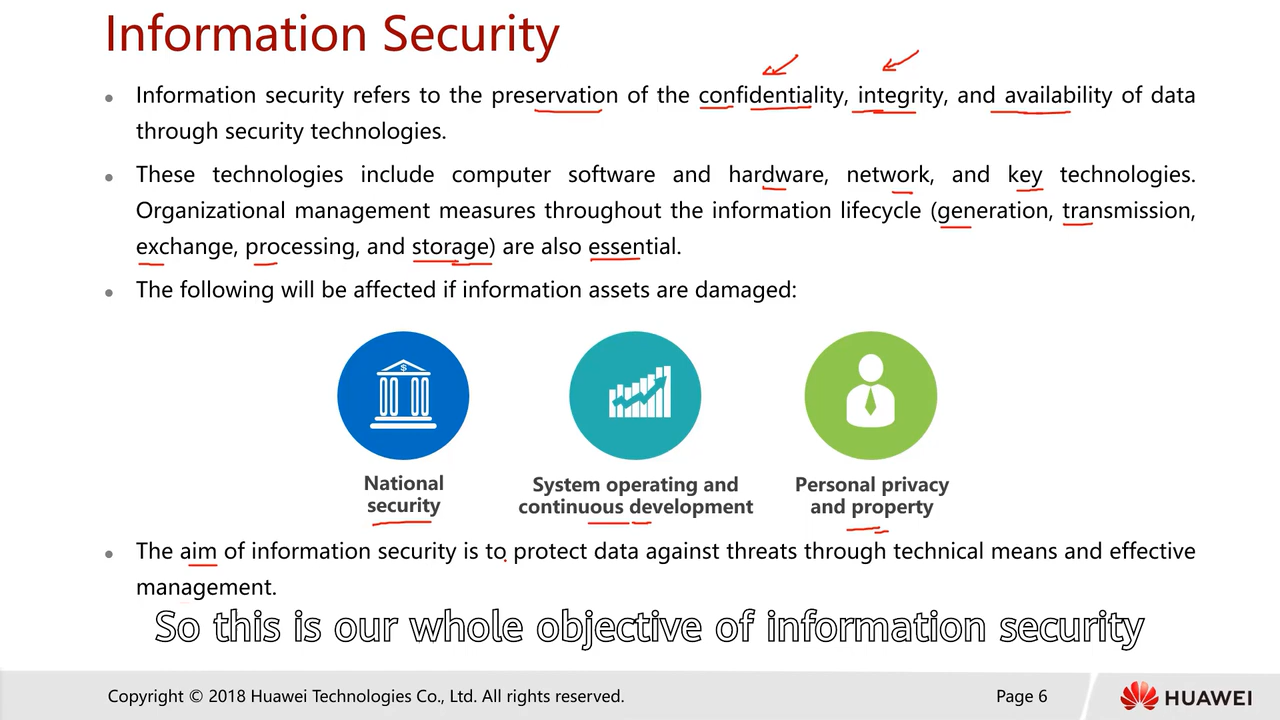 Information Security
Information security refers to the preservation of the confidentiality, integrity, and availability of data
through security technologies.
These technologies include computer software and hardware, network, and key technologies.
Organizational management measures throughout the information lifecycle (generation, transmission,
exchange, processing, and storage) are also essential.
The following will be affected if information assets are damaged:
$
National
security
System operating and
continuous development
Personal privacy
and property
The aim of information security is to protect data against threats through technical means and effective
management.
So this is our whole objective of information security
Copyright © 2018 Huawei Technologies Co., Ltd. All rights reserved.
Page 6
HUAWEI